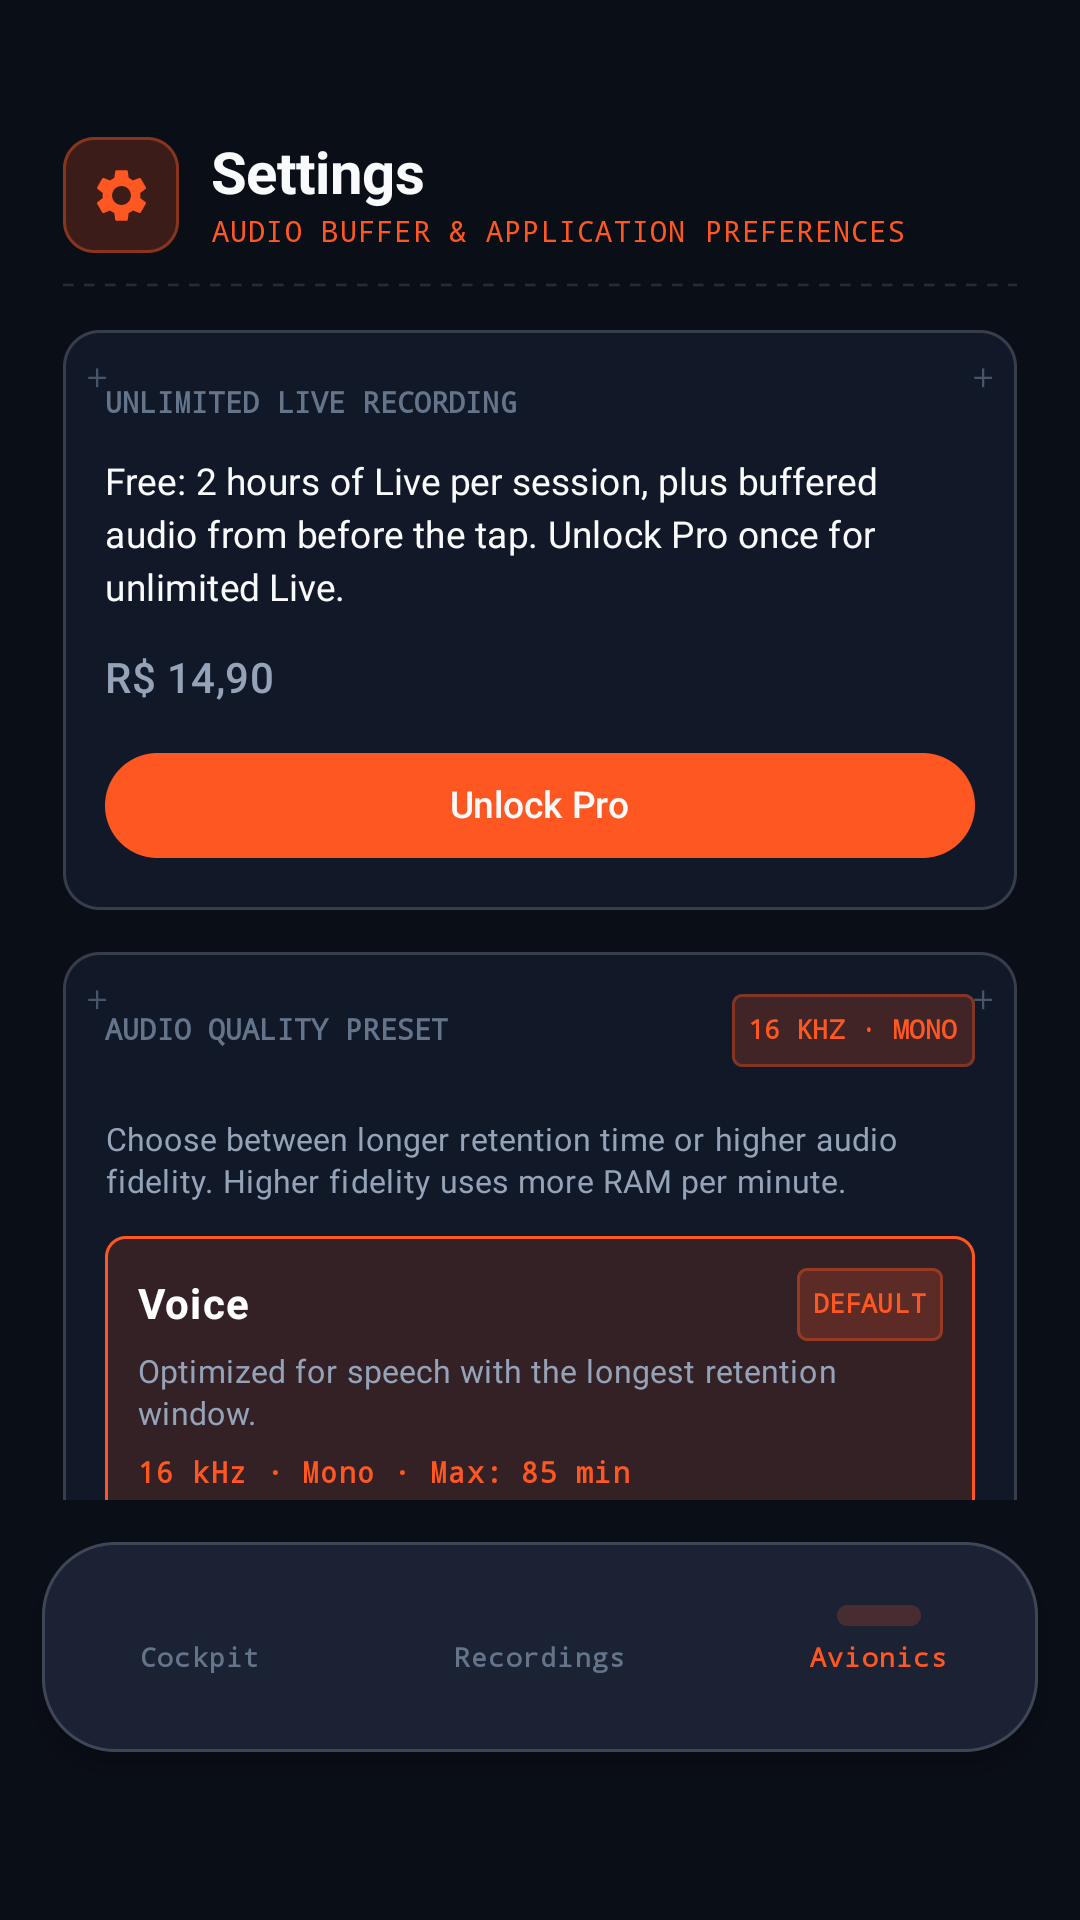 Settings
AUDIO BUFFER & APPLICATION PREFERENCES
UNLIMITED LIVE RECORDING
Free: 2 hours of Live per session, plus buffered
audio from before the tap. Unlock Pro once for
unlimited Live.
R$ 14,90
Unlock Pro
AUDIO QUALITY PRESET
16 KHZ · MONO
Choose between longer retention time or higher audio
fidelity. Higher fidelity uses more RAM per minute.
Voice
DEFAULT
Optimized for speech with the longest retention
window.
16 kHz · Mono · Max: 85 min
Cockpit
Recordings
Avionics